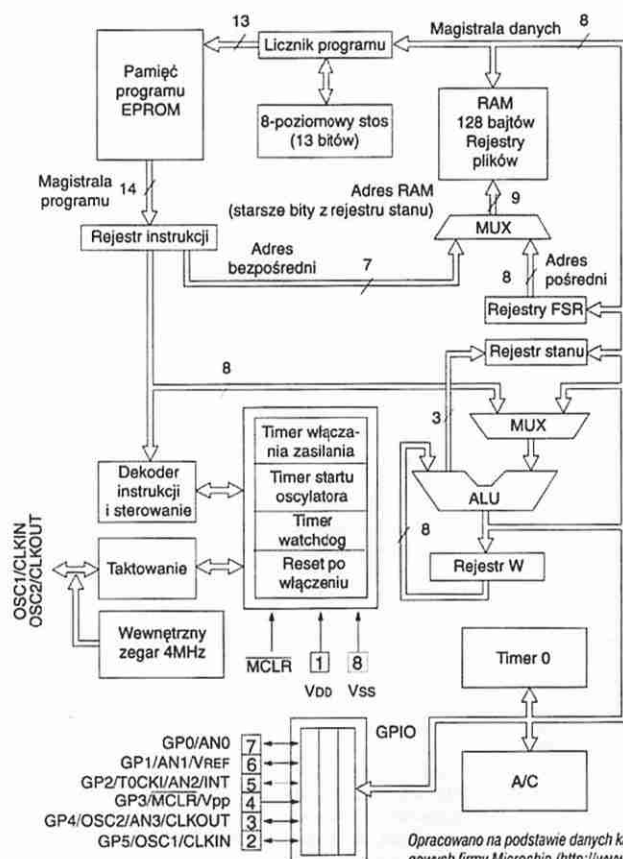 13
Licznik programu
Magistrala danych
8
Pamięć
programu
EPROM
8-poziomowy stos
(13 bitów)
RAM
128 bajtów
Rejestry
plików
Magistrala
programu
14
Adres RAM
(starsze bity z rejestru stanu)
9
MUX
Rejestr instrukcji
Adres
bezpośredni
7
8
Adres
pośredni
Rejestry FSR
Rejestr stanu
8
3
MUX
Timer włącza-
nia zasilania
Timer startu
oscylatora
Timer
watchdog
Reset po
włączeniu
Dekoder
instrukcji
i sterowanie
ALU
8
Rejestr W
OSC1/CLKIN
OSC2/CLKOUT
Taktowanie
Wewnętrzny
zegar 4MHz
MCLR
1
8
VDD
VSS
Timer 0
GPIO
A/C
GP0/AN0 7
GP1/AN1/VREF 6
GP2/T0CKI/AN2/INT 5
GP3/MCLR/Vpp 4
GP4/OSC2/AN3/CLKOUT 3
GP5/OSC1/CLKIN 2
Opracowano na podstawie danych
gowych firmy Microchip